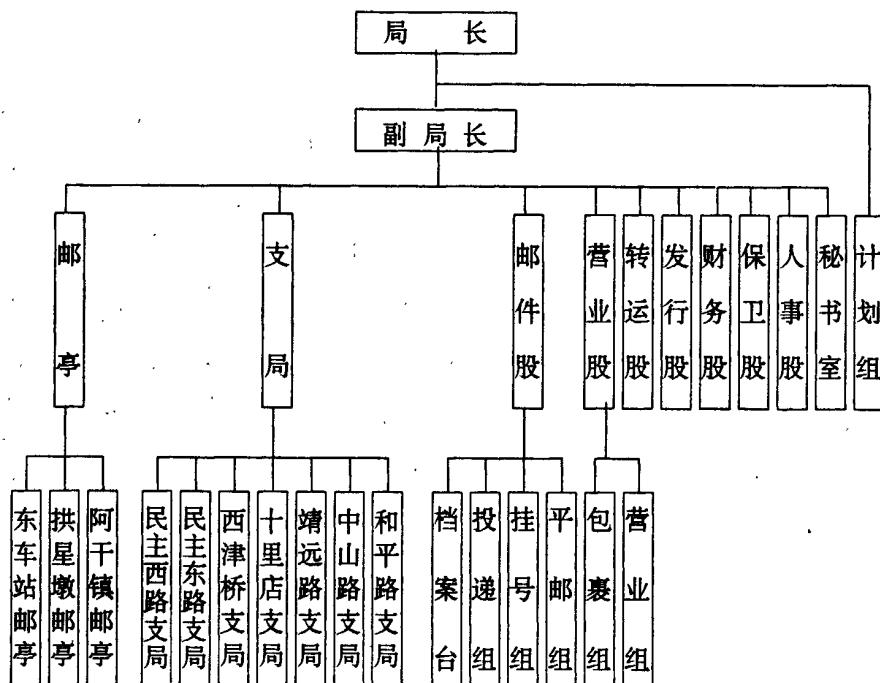 局长
副局长
邮亭
支局
邮件股
营业股
转运股
发行股
财务股
保卫股
人事股
秘书室
计划组
东车站邮亭
拱星墩邮亭
阿干镇邮亭
民主西路支局
民主东路支局
西津桥支局
十里店支局
靖远路支局
中山路支局
和平路支局
档案台
投递组
挂号组
平邮组
包裹组
营业组